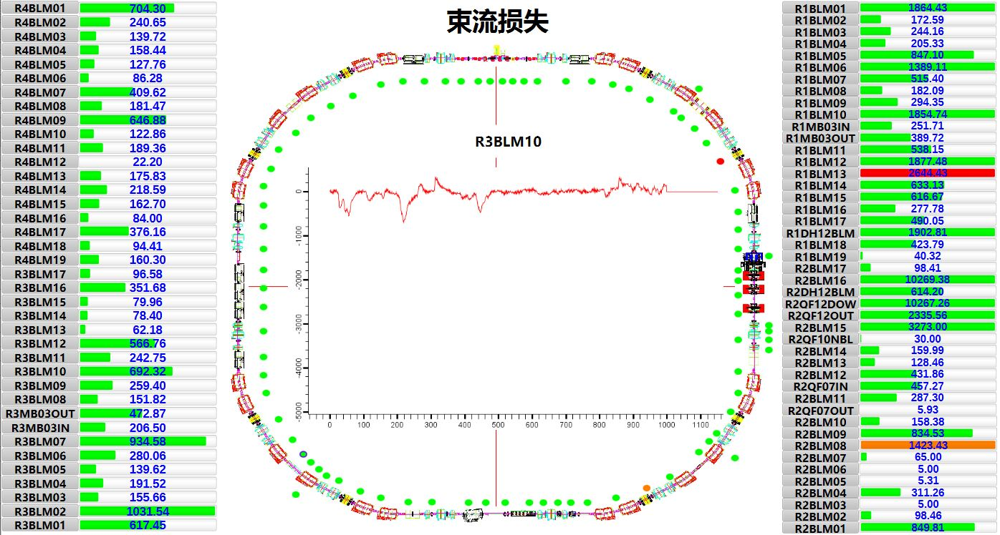 束流损失
R4BLM01 704.30
R4BLM02 240.65
R4BLM03 139.72
R4BLM04 158.44
R4BLM05 127.76
R4BLM06 86.28
R4BLM07 409.62
R4BLM08 181.47
R4BLM09 646.88
R4BLM10 122.86
R4BLM11 189.36
R4BLM12 22.20
R4BLM13 175.83
R4BLM14 218.59
R4BLM15 162.70
R4BLM16 84.00
R4BLM17 376.16
R4BLM18 94.41
R4BLM19 160.30
R3BLM17 96.58
R3BLM16 351.68
R3BLM15 79.96
R3BLM14 78.40
R3BLM13 62.18
R3BLM12 566.76
R3BLM11 242.75
R3BLM10 692.32
R3BLM09 259.40
R3BLM08 151.82
R3MB03OUT 472.87
R3MB03IN 206.50
R3BLM07 934.58
R3BLM06 280.06
R3BLM05 139.62
R3BLM04 191.52
R3BLM03 155.66
R3BLM02 1031.54
R3BLM01 617.45
R3BLM10
0
-1000
-2000
-3000
-4000
-5000
0 100 200 300 400 500 600 700 800 900 1000 1100
R1BLM01 1864.43
R1BLM02 172.59
R1BLM03 244.16
R1BLM04 205.33
R1BLM05 847.10
R1BLM06 1389.11
R1BLM07 515.40
R1BLM08 182.09
R1BLM09 294.35
R1BLM10 1854.74
R1MB03IN 251.71
R1MB03OUT 389.72
R1BLM11 538.15
R1BLM12 1877.48
R1BLM13 2644.43
R1BLM14 633.13
R1BLM15 616.67
R1BLM16 277.78
R1BLM17 490.05
R1DH12BLM 1902.81
R1BLM18 423.79
R1BLM19 40.32
R2BLM17 98.41
R2BLM16 10269.38
R2DH12BLM 614.20
R2QF12DOW 10267.26
R2QF12OUT 2335.56
R2BLM15 3273.00
R2QF10NBL 30.00
R2BLM14 159.99
R2BLM13 128.46
R2BLM12 431.86
R2QF07IN 457.27
R2BLM11 287.30
R2QF07OUT 5.93
R2BLM10 158.38
R2BLM09 834.53
R2BLM08 1423.43
R2BLM07 65.00
R2BLM06 5.00
R2BLM05 5.31
R2BLM04 311.26
R2BLM03 5.00
R2BLM02 98.46
R2BLM01 849.81